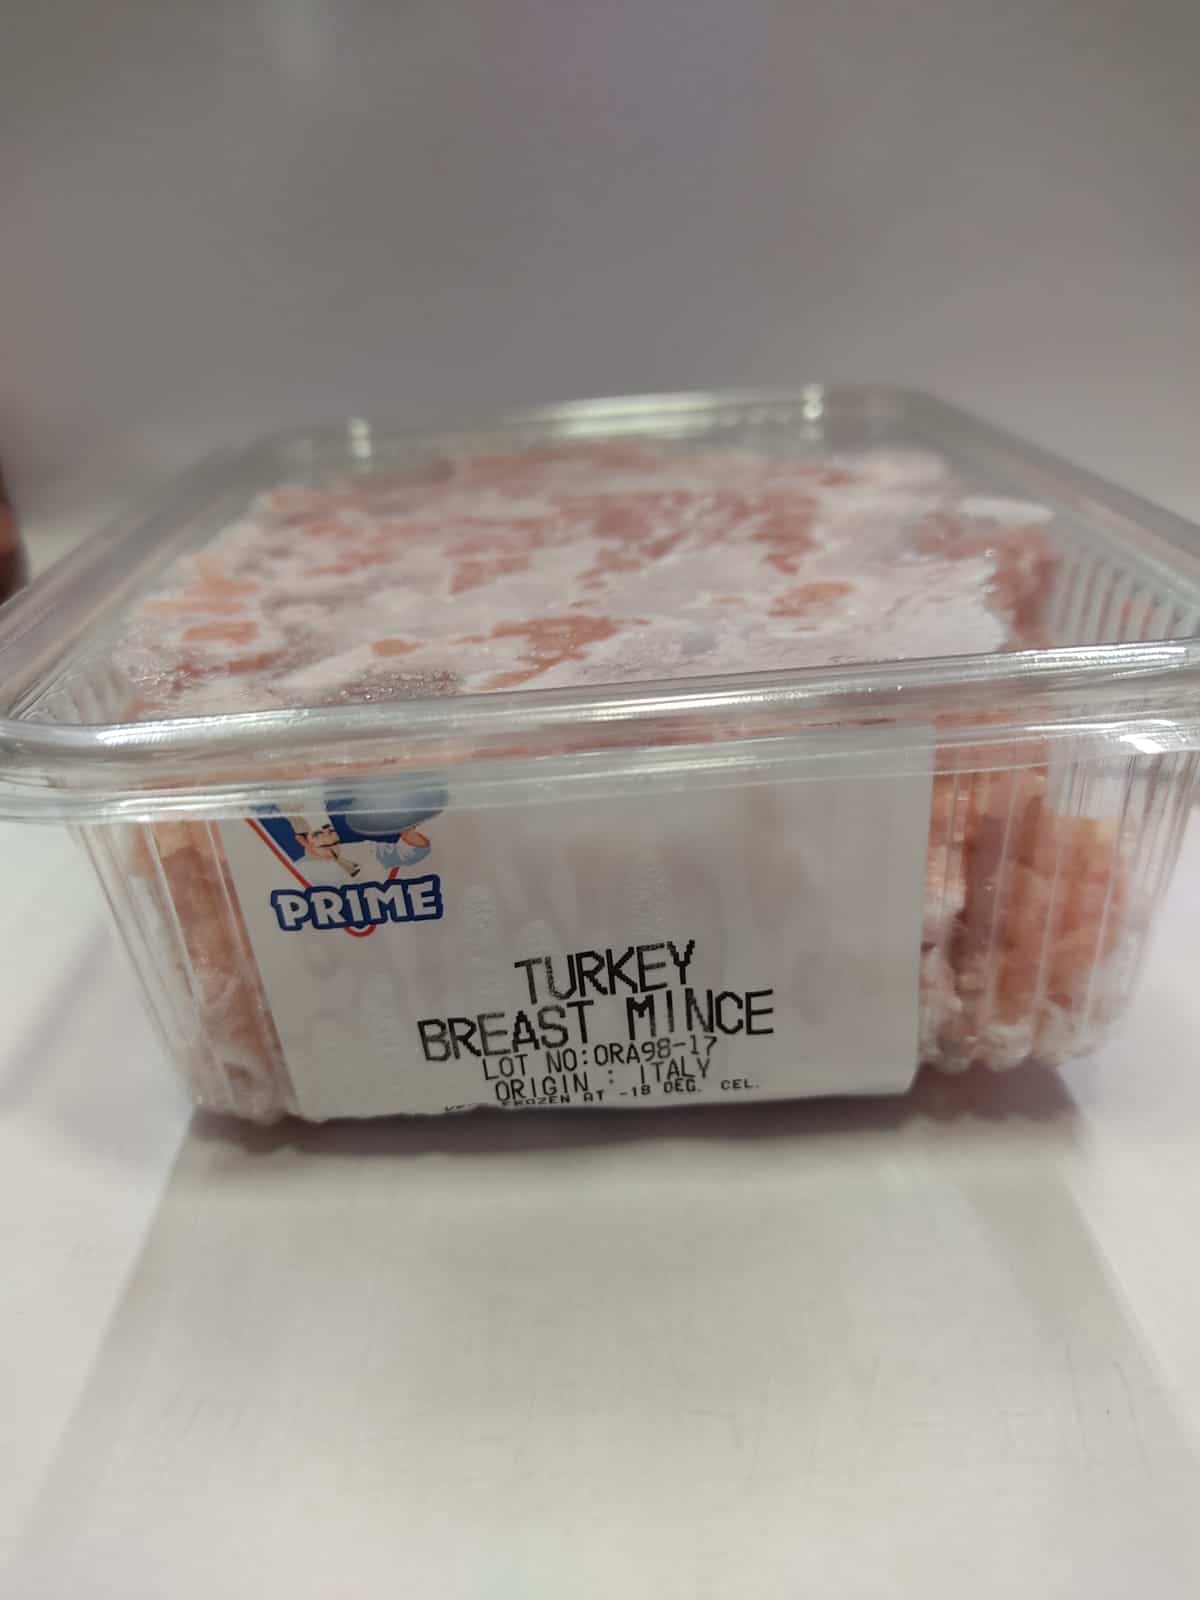 PRIME
TURKEY
BREAST MINCE
LOT NO:ORA98-17
ORIGIN : ITALY
FROZEN AT -18 DEG. CEL.